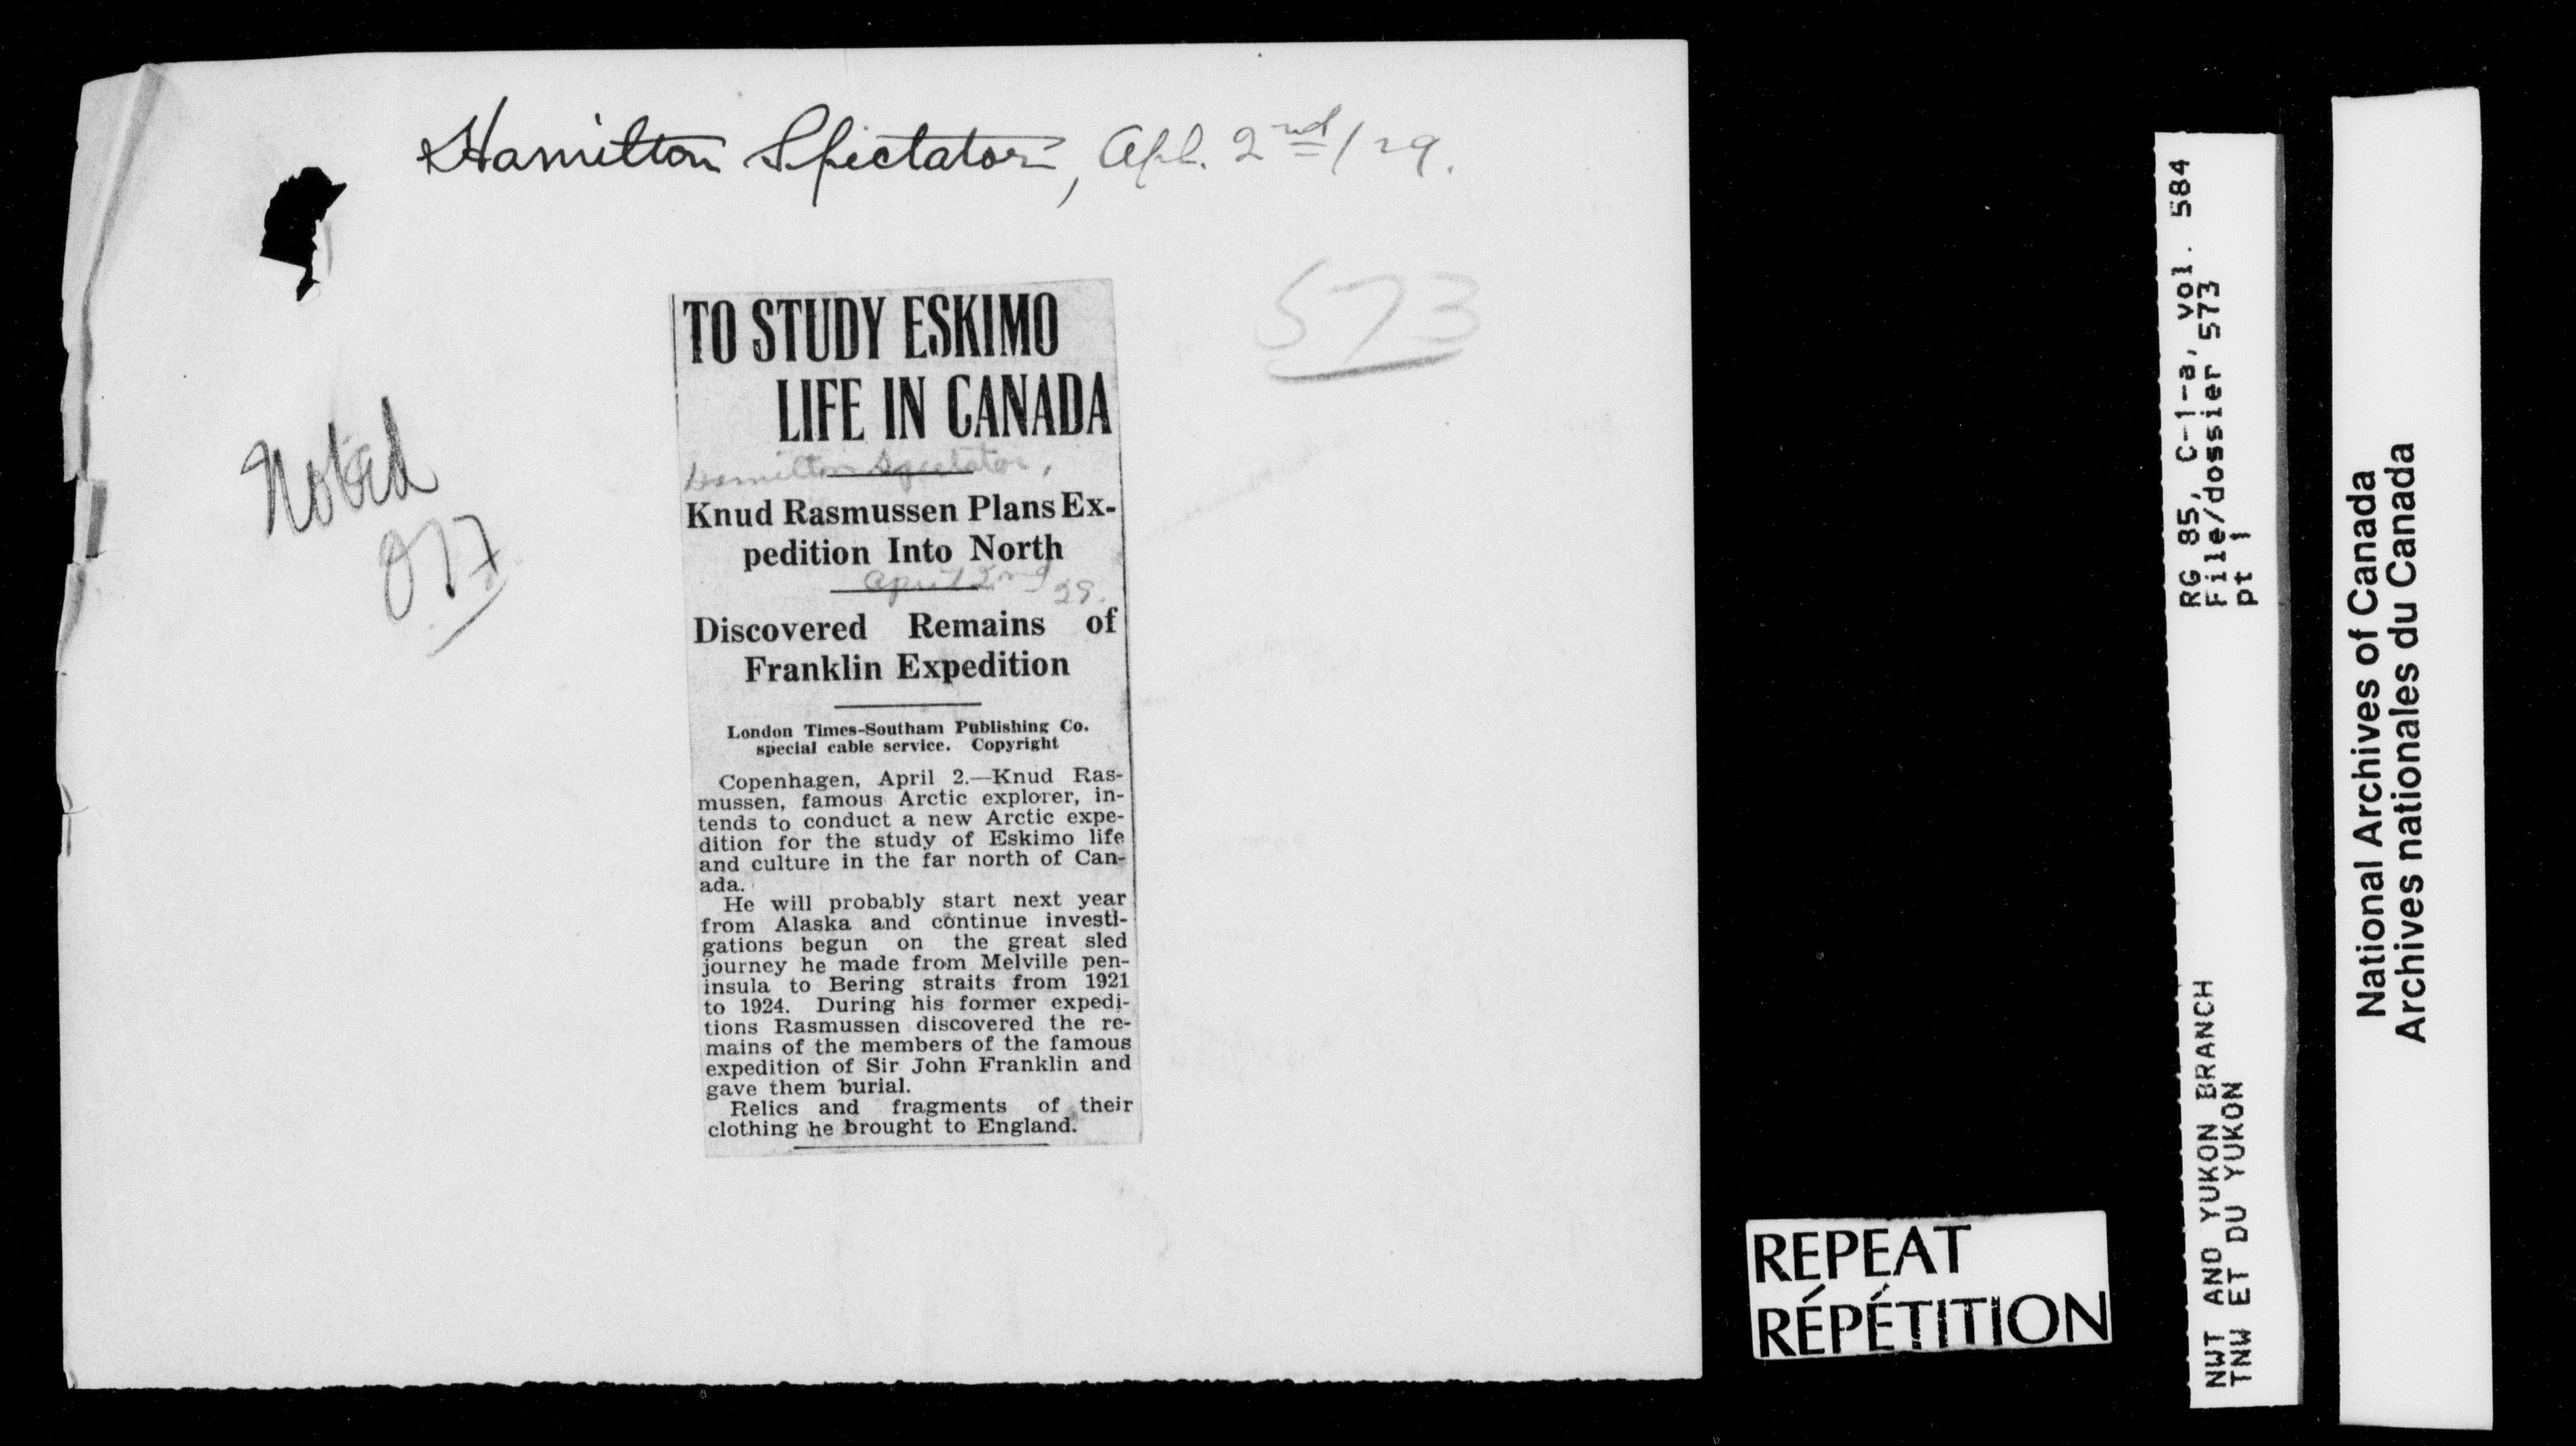 Hamilton Spectator, Apl. 2nd/29.
573
Noted
TO STUDY ESKIMO
LIFE IN CANADA
Hamilton Spectator,
Knud Rasmussen Plans Ex-
pedition Into North
April 2nd 29.
Discovered Remains of
Franklin Expedition
London Times-Southam Publishing Co.
special cable service. Copyright
Copenhagen, April 2.—Knud Ras-
mussen, famous Arctic explorer, in-
tends to conduct a new Arctic expe-
dition for the study of Eskimo life
and culture in the far north of Can-
ada.
He will probably start next year
from Alaska and continue investi-
gations begun on the great sled
journey he made from Melville pen-
insula to Bering straits from 1921
to 1924. During his former expedi-
tions Rasmussen discovered the re-
mains of the members of the famous
expedition of Sir John Franklin and
gave them burial.
Relics and fragments of their
clothing he brought to England.
REPEAT
RÉPÉTITION
RG 85, C-1-a, vol. 584
File/dossier 573
pt 1
NWT AND YUKON BRANCH
TNW ET DU YUKON
National Archives of Canada
Archives nationales du Canada